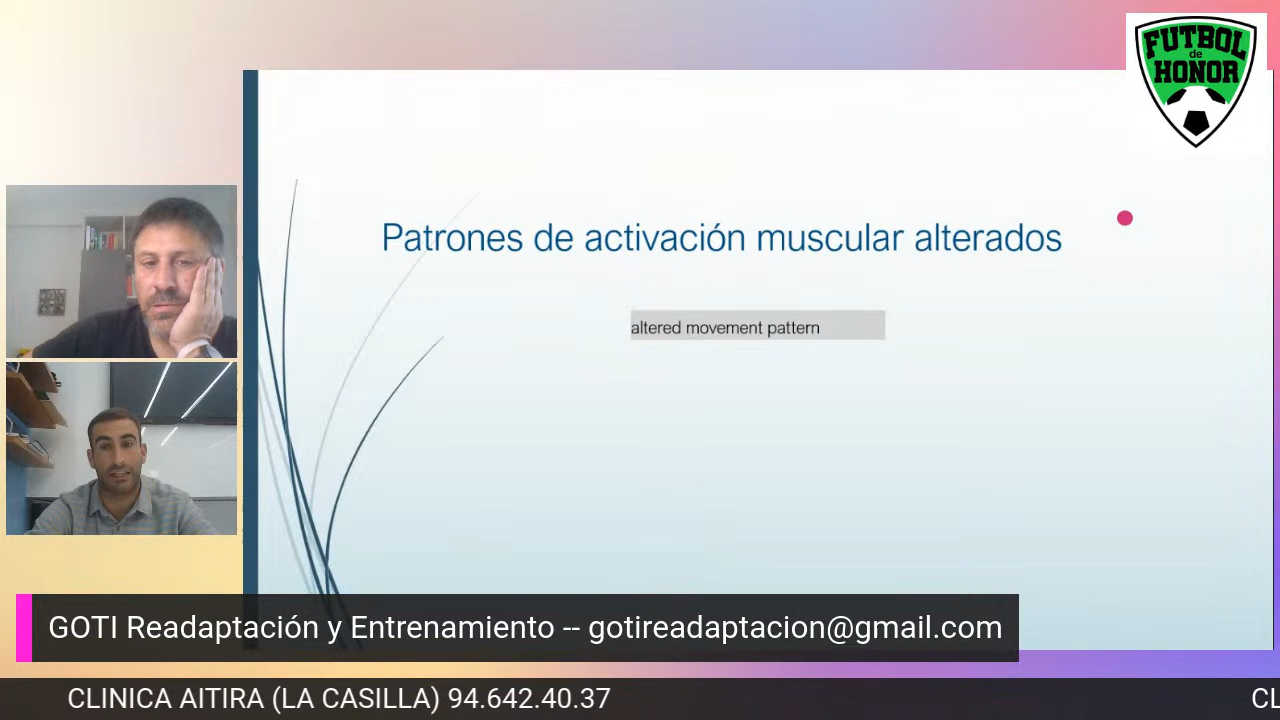 FUTBOL
de
HONOR
Patrones de activación muscular alterados
altered movement pattern
GOTI Readaptación y Entrenamiento -- gotireadaptacion@gmail.com
CLINICA AITIRA (LA CASILLA) 94.642.40.37
CL